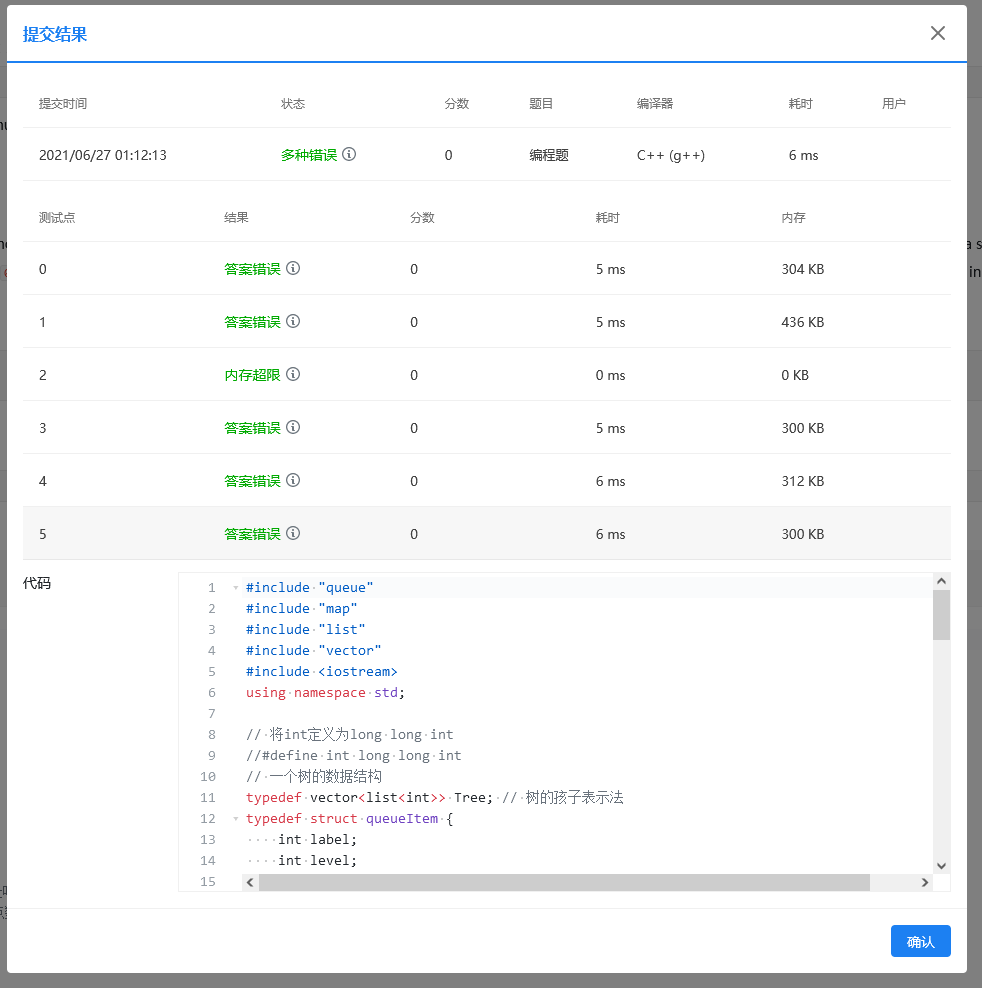 提交结果
提交时间 状态 分数 题目 编译器 耗时 用户
2021/06/27 01:12:13 多种错误 0 编程题 C++ (g++) 6 ms
测试点 结果 分数 耗时 内存
0 答案错误 0 5 ms 304 KB
1 答案错误 0 5 ms 436 KB
2 内存超限 0 0 ms 0 KB
3 答案错误 0 5 ms 300 KB
4 答案错误 0 6 ms 312 KB
5 答案错误 0 6 ms 300 KB
代码
1 #include "queue"
2 #include "map"
3 #include "list"
4 #include "vector"
5 #include <iostream>
6 using namespace std;
7
8 // 将int定义为long long int
9 //#define int long long int
10 // 一个树的数据结构
11 typedef vector<list<int>> Tree; // 树的孩子表示法
12 typedef struct queueItem {
13 int label;
14 int level;
15
确认